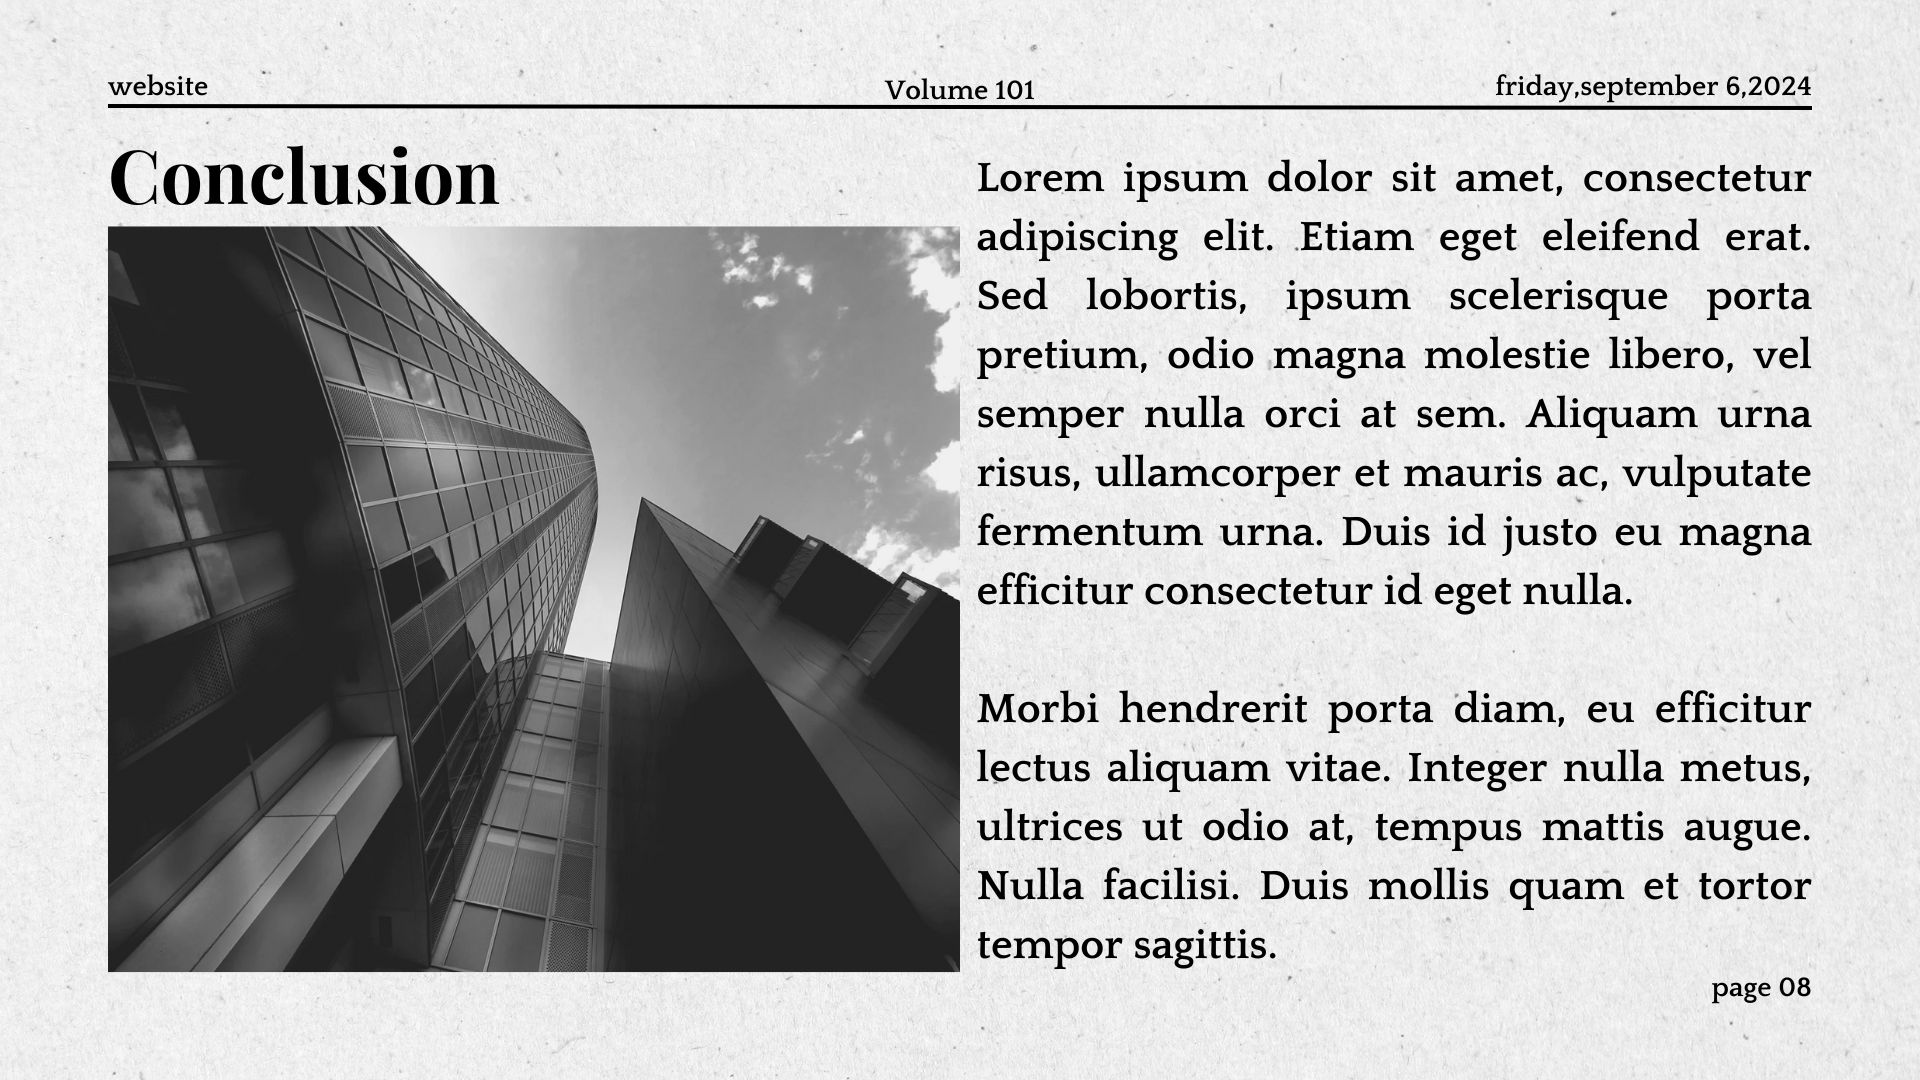 website
Volume 101
friday,september 6,2024
Conclusion
Lorem ipsum dolor sit amet, consectetur
adipiscing elit. Etiam eget eleifend erat.
Sed lobortis, ipsum scelerisque porta
pretium, odio magna molestie libero, vel
semper nulla orci at sem. Aliquam urna
risus, ullamcorper et mauris ac, vulputate
fermentum urna. Duis id justo eu magna
efficitur consectetur id eget nulla.
Morbi hendrerit porta diam, eu efficitur
lectus aliquam vitae. Integer nulla metus,
ultrices ut odio at, tempus mattis augue.
Nulla facilisi. Duis mollis quam et tortor
tempor sagittis.
page 08